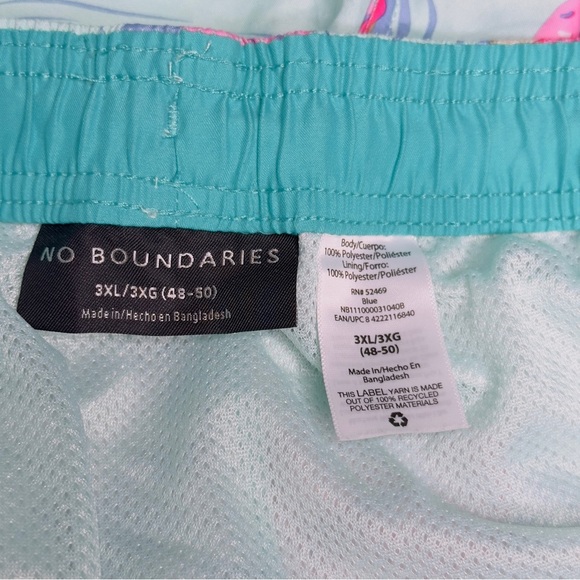 NO BOUNDARIES
3XL/3XG (48-50)
Made in/Hecho en Bangladesh
Body/Cuerpo:
100% Polyester/Poliéster
Lining/Forro:
100% Polyester/Poliéster
RN# 52469
Blue
NB111000031040B
EAN/UPC 8 4222116840
3XL/3XG
(48-50)
Made In/Hecho En
Bangladesh
THIS LABEL YARN IS MADE
OUT OF 100% RECYCLED
POLYESTER MATERIALS